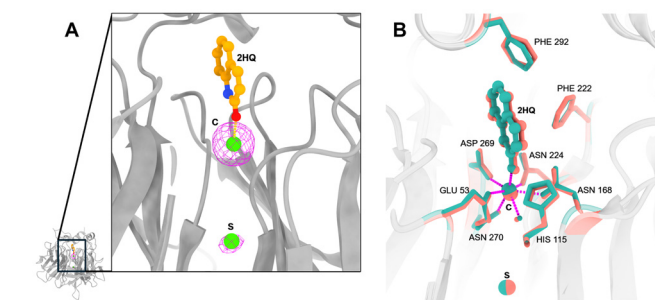 A
2HQ
C
S
B
PHE 292
2HQ
PHE 222
ASP 269
ASN 224
GLU 53
ASN 168
C
ASN 270
HIS 115
S